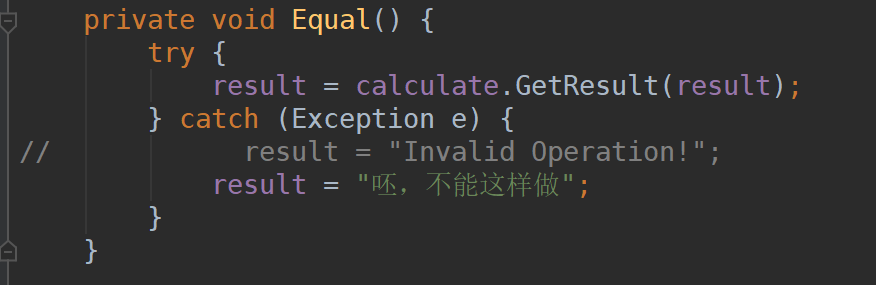 private void Equal() {
try {
result = calculate.GetResult(result);
} catch (Exception e) {
// result = "Invalid Operation!";
result = "呸，不能这样做";
}
}